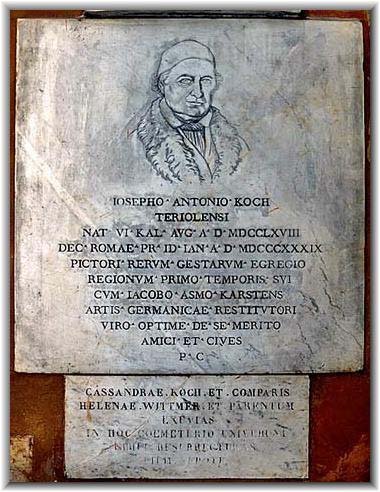 IOSEPHO · ANTONIO · KOCH
TERIOLENSI
NAT · VI · KAL · AVG · A · D · MDCCLXVIII
DEC · ROMAE · PR · ID · IAN · A · D · MDCCCXXXIX
PICTORI · RERVM · GESTARVM · EGREGIO
REGIONVM · PRIMO · TEMPORIS · SVI
CVM · IACOBO · ASMO · KARSTENS
ARTIS · GERMANICAE · RESTITVTORI
VIRO · OPTIME · DE · SE · MERITO
AMICI · ET · CIVES
P · C
CASSANDRAE . KOCH . ET . COMPARIS
HELENAE . WITTMER . ET PARENTUM
EXUVIAS
IN HOC COEMETERIO